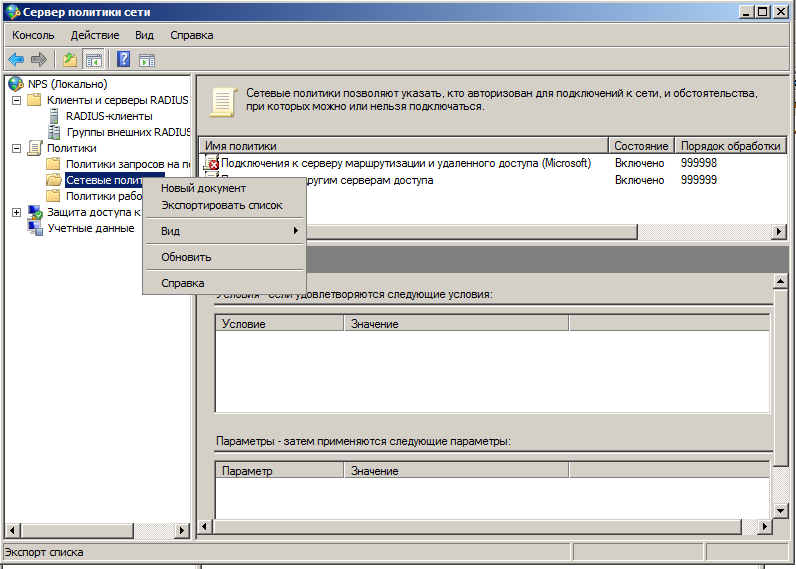 Сервер политики сети
Консоль Действие Вид Справка
NPS (Локально)
Клиенты и серверы RADIUS
RADIUS-клиенты
Группы внешних RADIUS
Политики
Политики запросов на
Сетевые
Политики
Защита доступа к
Учетные данные
Новый документ
Экспортировать список
Вид
Обновить
Справка
Сетевые политики позволяют указать, кто авторизован для подключений к сети, и обстоятельства,
при которых можно или нельзя подключаться.
Имя политики Состояние Порядок обработки
Подключения к серверу маршрутизации и удаленного доступа (Microsoft) Включено 999998
другим серверам доступа Включено 999999
Условия - если удовлетворяются следующие условия:
Условие Значение
Параметры - затем применяются следующие параметры:
Параметр Значение
Экспорт списка